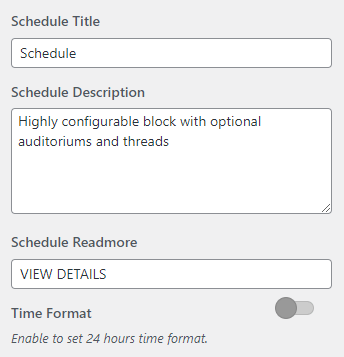 Schedule Title
Schedule
Schedule Description
Highly configurable block with optional
auditoriums and threads
Schedule Readmore
VIEW DETAILS
Time Format
Enable to set 24 hours time format.